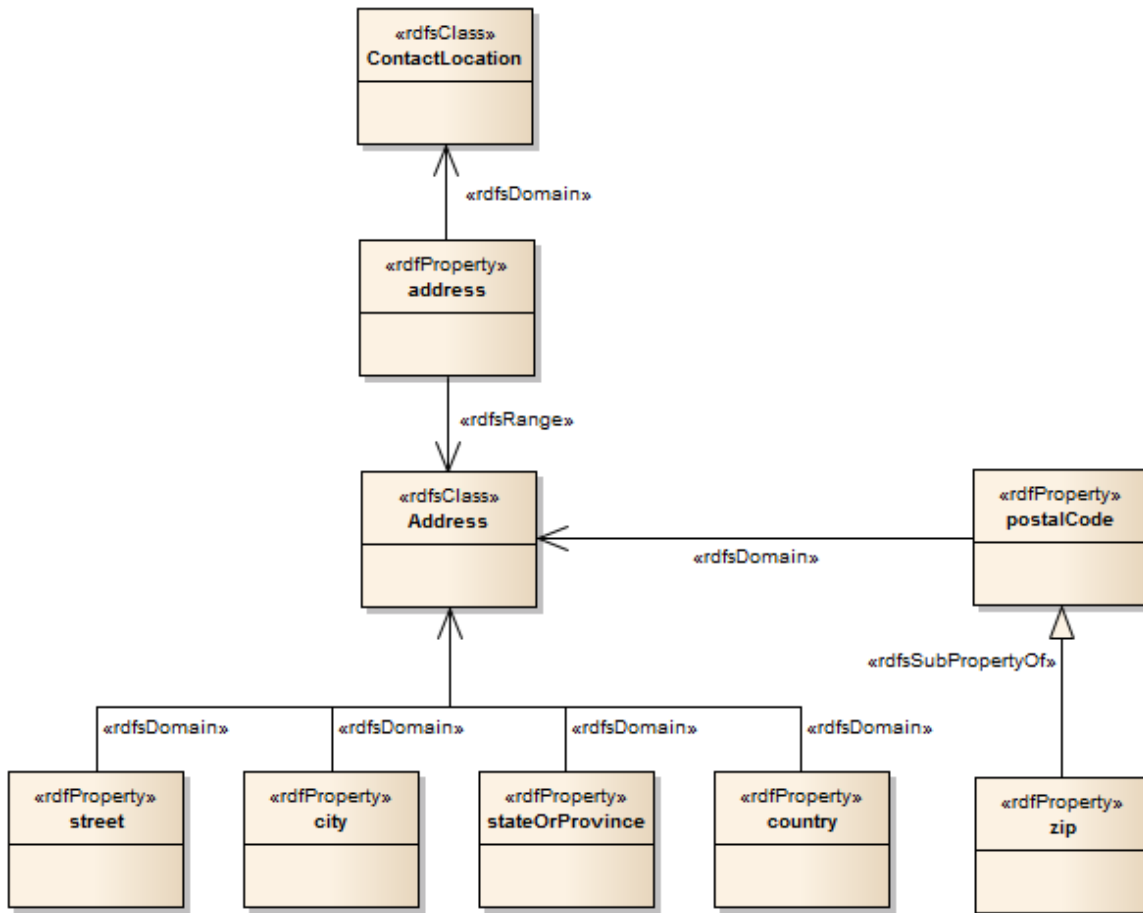 «rdfsClass»
ContactLocation
«rdfsDomain»
«rdfProperty»
address
«rdfsRange»
«rdfsClass»
Address
«rdfProperty»
postalCode
«rdfsDomain»
«rdfsSubPropertyOf»
«rdfsDomain»
«rdfsDomain»
«rdfsDomain»
«rdfsDomain»
«rdfProperty»
street
«rdfProperty»
city
«rdfProperty»
stateOrProvince
«rdfProperty»
country
«rdfProperty»
zip